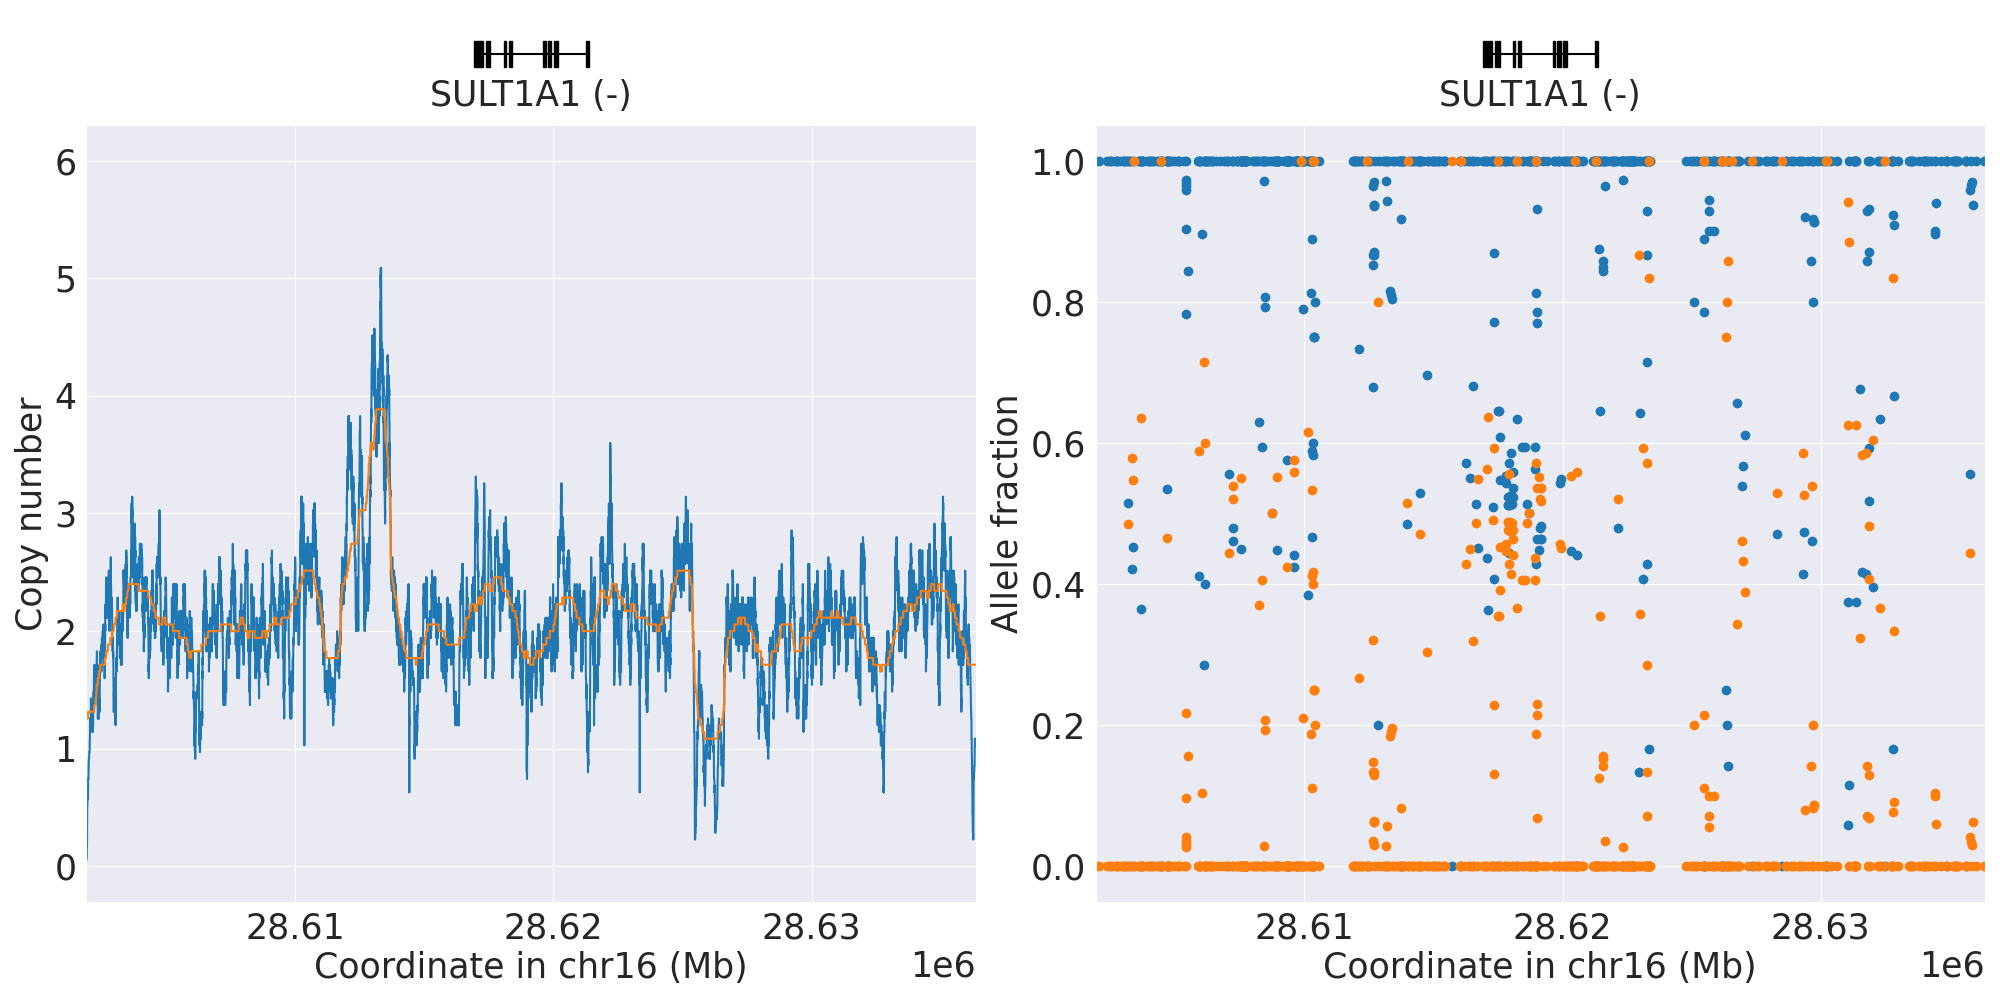 SULT1A1 (-)
6
5
4
3
2
1
0
Copy number
28.61
28.62
28.63
Coordinate in chr16 (Mb)
1e6
SULT1A1 (-)
1.0
0.8
0.6
0.4
0.2
0.0
Allele fraction
28.61
28.62
28.63
Coordinate in chr16 (Mb)
1e6